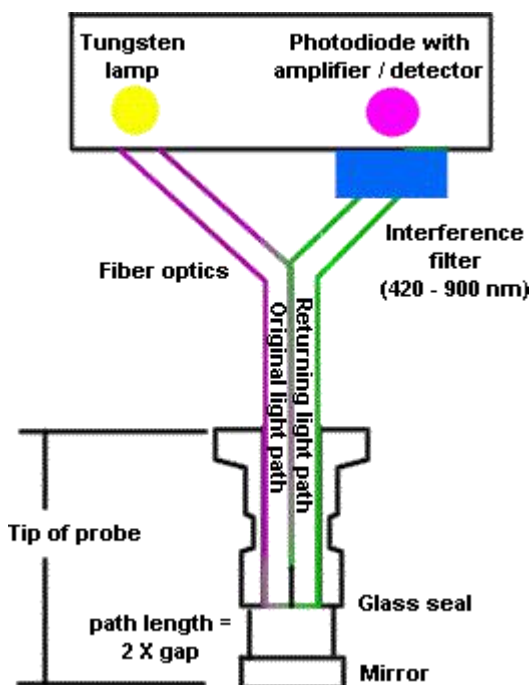 Tungsten
lamp
Photodiode with
amplifier / detector
Interference
filter
(420 - 900 nm)
Fiber optics
Original light path
Returning light path
Tip of probe
Glass seal
path length =
2 X gap
Mirror